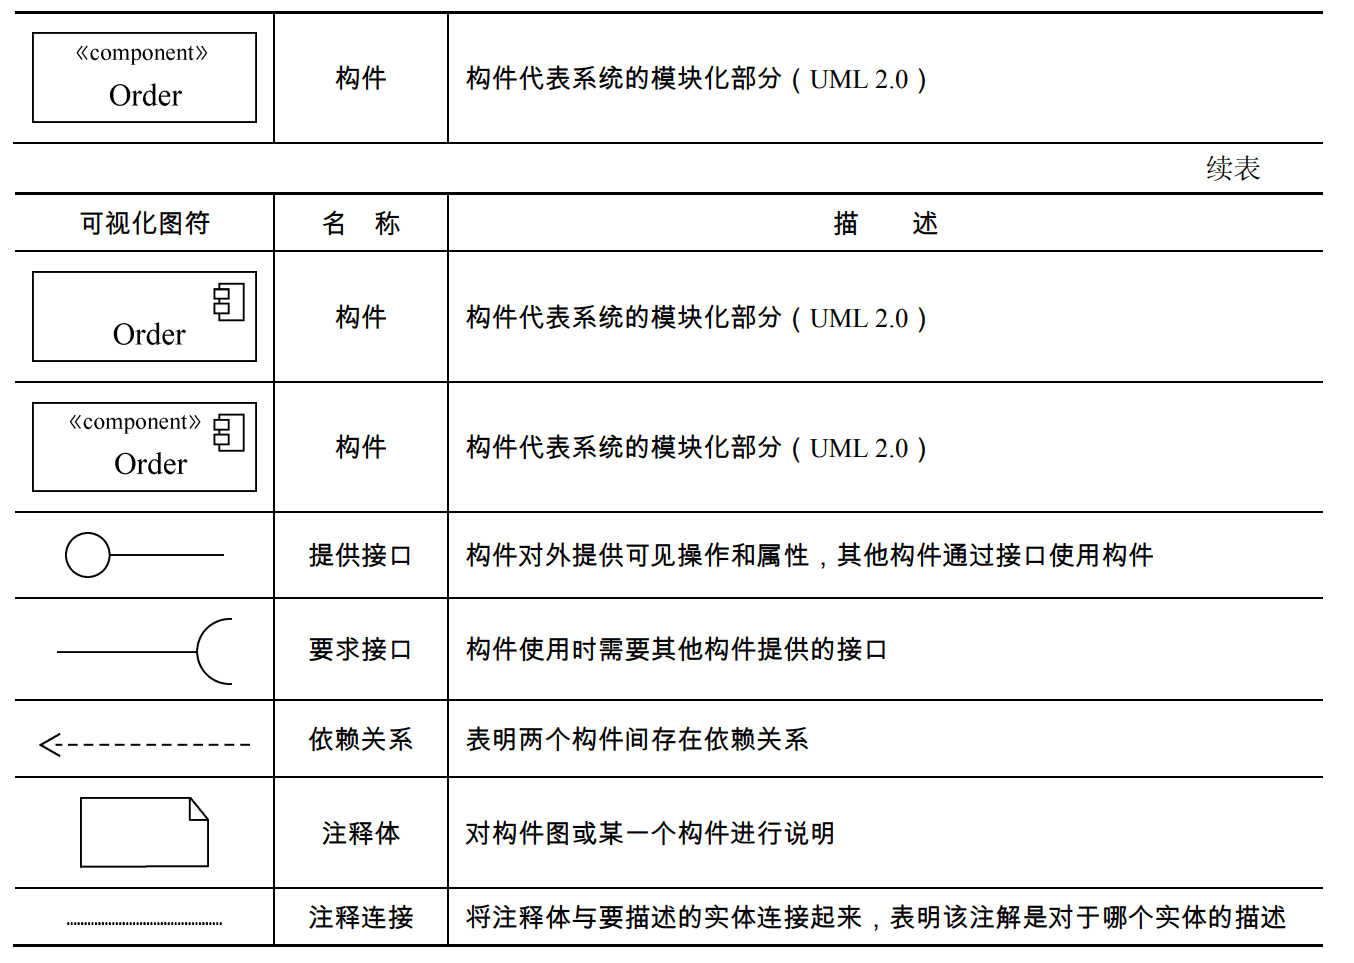 《component》
Order
构件
构件代表系统的模块化部分（UML 2.0）
续表
可视化图符 名 称 描 述
Order
构件
构件代表系统的模块化部分（UML 2.0）
《component》
Order
构件
构件代表系统的模块化部分（UML 2.0）
提供接口
构件对外提供可见操作和属性，其他构件通过接口使用构件
要求接口
构件使用时需要其他构件提供的接口
依赖关系
表明两个构件间存在依赖关系
注释体
对构件图或某一个构件进行说明
注释连接
将注释体与要描述的实体连接起来，表明该注解是对于哪个实体的描述